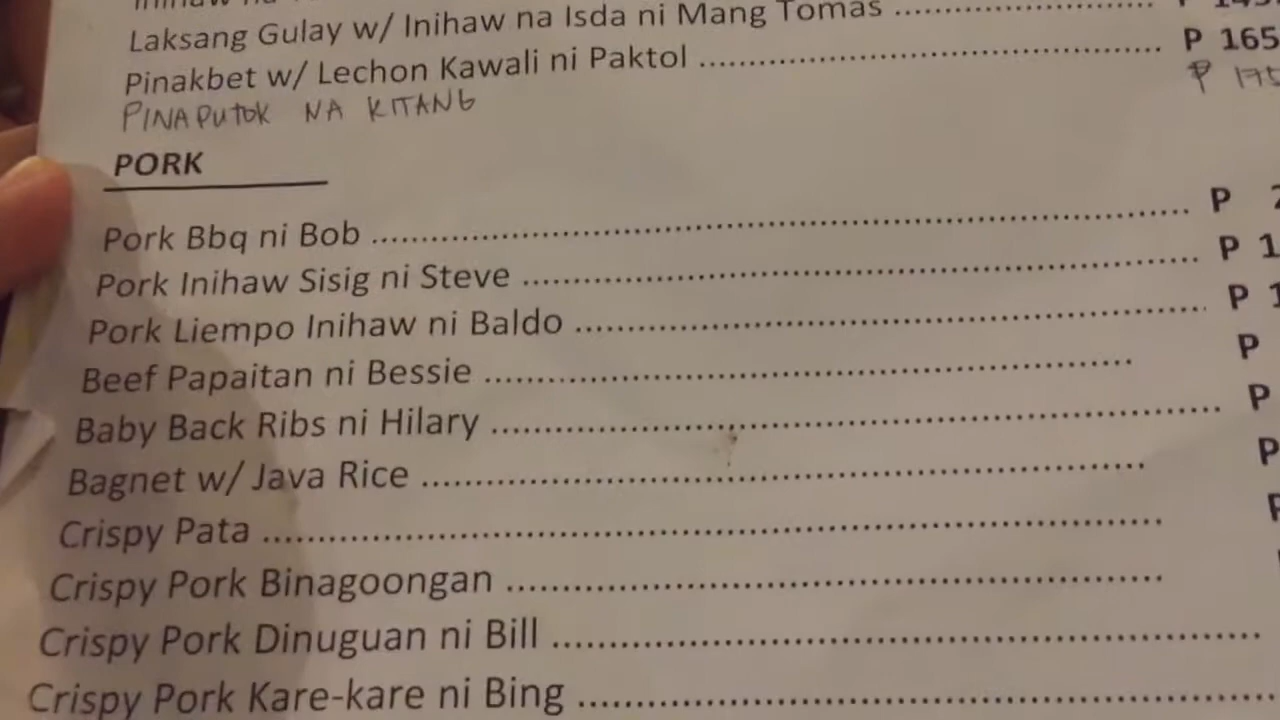 Laksang Gulay w/ Inihaw na Isda ni Mang Tomas ..............................
Pinakbet w/ Lechon Kawali ni Paktol .................................................. P 165
PINAPUTOK NA KITANG ₱ 175
PORK
Pork Bbq ni Bob .......................................................................................... P
Pork Inihaw Sisig ni Steve ........................................................................... P 1
Pork Liempo Inihaw ni Baldo ..................................................................... P 1
Beef Papaitan ni Bessie ...................................................................... P
Baby Back Ribs ni Hilary ............................................................................. P
Bagnet w/ Java Rice ............................................................................. P
Crispy Pata ................................................................................................ P
Crispy Pork Binagoongan .....................................................................
Crispy Pork Dinuguan ni Bill .......................................................................
Crispy Pork Kare-kare ni Bing .....................................................................